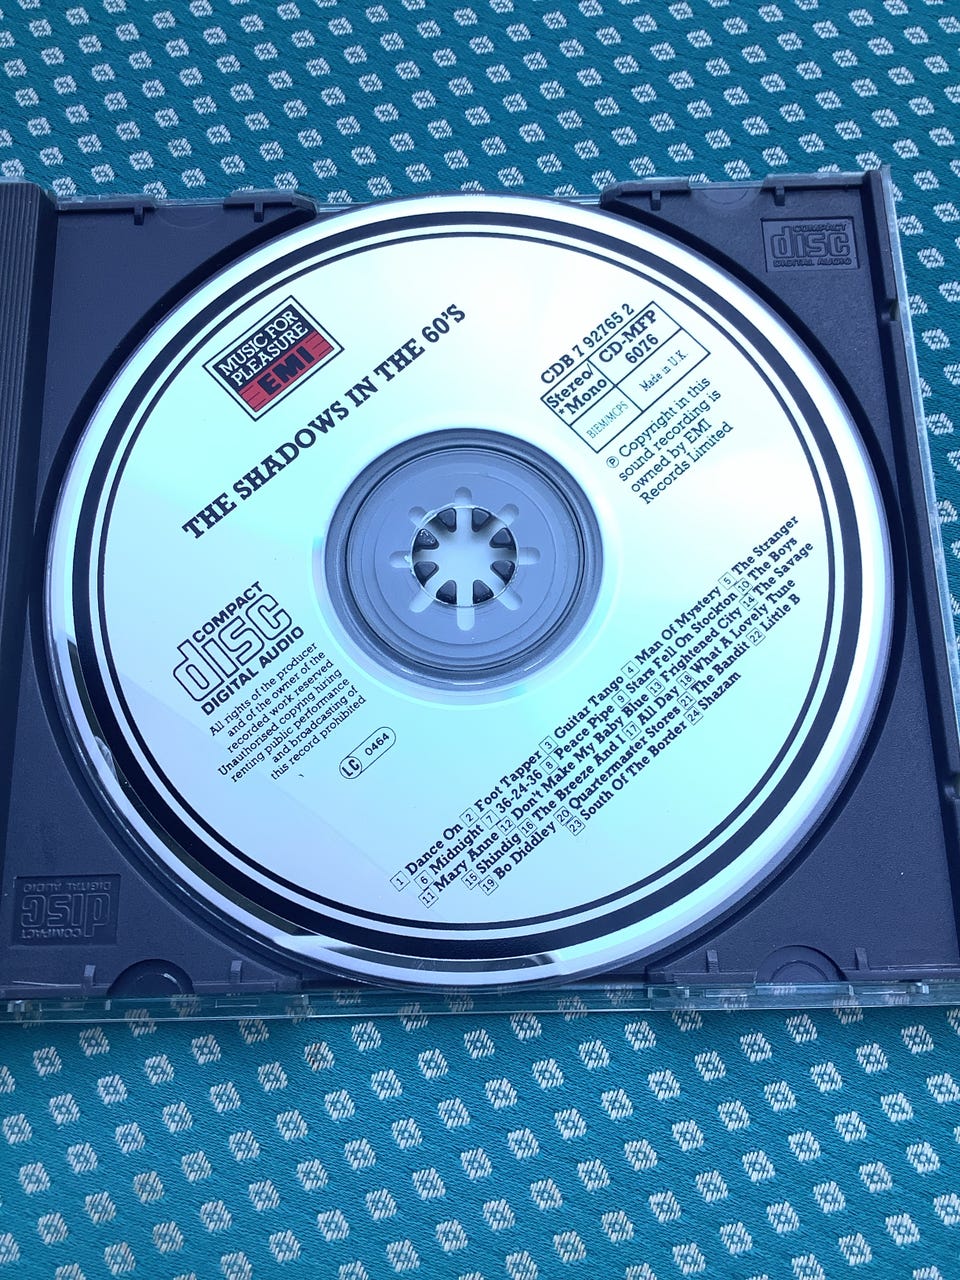 COMPACT
disc
DIGITAL AUDIO
MUSIC FOR
PLEASURE
EMI
THE SHADOWS IN THE 60'S
CDB 7 92765 2
Stereo/
*Mono
CD-MFP
6076
BIEM/MCPS
Made in U.K.
℗ Copyright in this
sound recording is
owned by EMI
Records Limited
COMPACT
disc
DIGITAL AUDIO
All rights of the producer
and of the owner of the
recorded work reserved
Unauthorised copying hiring
renting public performance
and broadcasting of
this record prohibited
LC 0464
1 Dance On 2 Foot Tapper 3 Guitar Tango 4 Man Of Mystery 5 The Stranger
6 Midnight 7 36-24-36 8 Peace Pipe 9 Stars Fell On Stockton 10 The Boys
11 Mary Anne 12 Don't Make My Baby Blue 13 Frightened City 14 The Savage
15 Shindig 16 The Breeze And I 17 All Day 18 What A Lovely Tune
19 Bo Diddley 20 Quartermaster Stores 21 The Bandit 22 Little B
23 South Of The Border 24 Shazam
COMPACT
disc
DIGITAL AUDIO